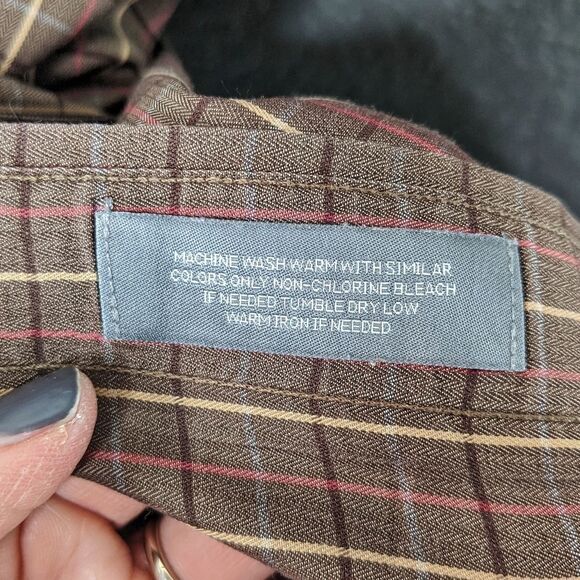 MACHINE WASH WARM WITH SIMILAR
COLORS ONLY NON-CHLORINE BLEACH
IF NEEDED TUMBLE DRY LOW
WARM IRON IF NEEDED